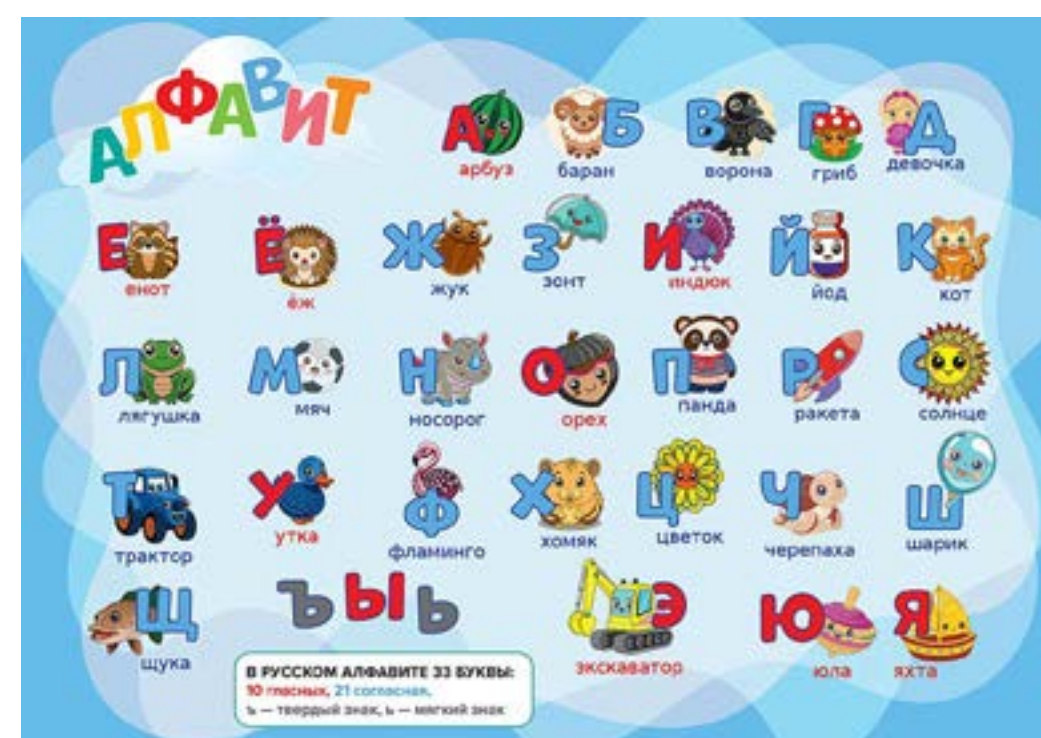 АЛФАВИТ
А Б В Г Д
арбуз баран ворона гриб девочка
Е Ё Ж З И Й К
енот ёж жук зонт индюк йод кот
Л М Н О П Р С
лягушка мяч носорог орех панда ракета солнце
Т У Ф Х Ц Ч Ш
трактор утка фламинго хомяк цветок черепаха шарик
Щ Ъ Ы Ь Э Ю Я
щука экскаватор юла яхта
В РУССКОМ АЛФАВИТЕ 33 БУКВЫ:
10 гласных, 21 согласная,
ъ — твердый знак, ь — мягкий знак